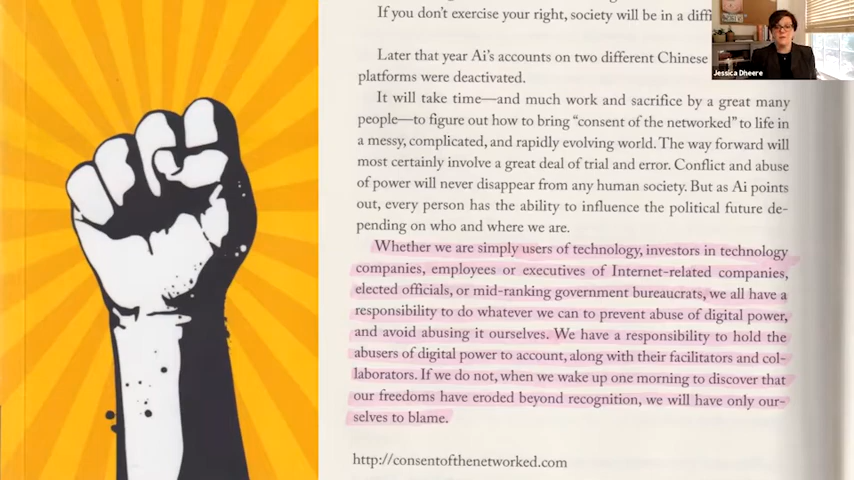 If you don't exercise your right, society will be in a diffi
Later that year Ai's accounts on two different Chinese
platforms were deactivated.
It will take time—and much work and sacrifice by a great many
people—to figure out how to bring “consent of the networked” to life in
a messy, complicated, and rapidly evolving world. The way forward will
most certainly involve a great deal of trial and error. Conflict and abuse
of power will never disappear from any human society. But as Ai points
out, every person has the ability to influence the political future de-
pending on who and where we are.
Whether we are simply users of technology, investors in technology
companies, employees or executives of Internet-related companies,
elected officials, or mid-ranking government bureaucrats, we all have a
responsibility to do whatever we can to prevent abuse of digital power,
and avoid abusing it ourselves. We have a responsibility to hold the
abusers of digital power to account, along with their facilitators and col-
laborators. If we do not, when we wake up one morning to discover that
our freedoms have eroded beyond recognition, we will have only our-
selves to blame.
http://consentofthenetworked.com
Jessica Dheere